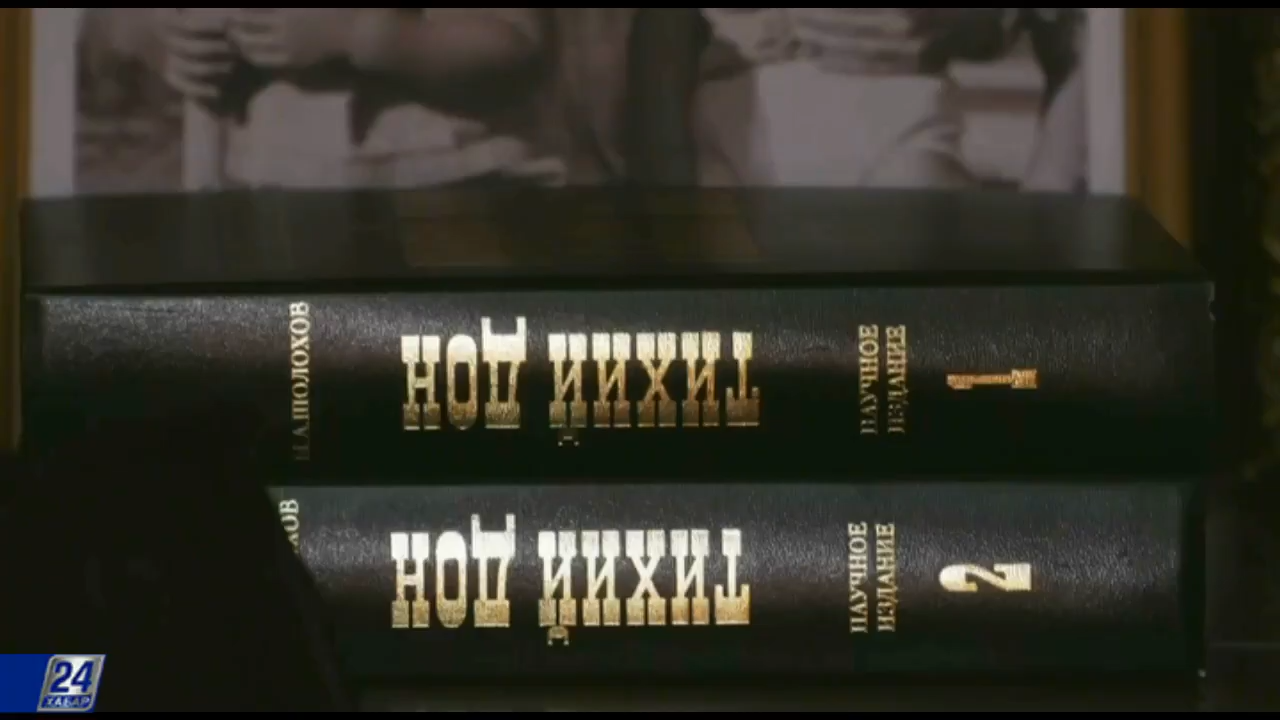 М.А.ШОЛОХОВ
ТИХИЙ ДОН
НАУЧНОЕ
ИЗДАНИЕ
1
ТИХИЙ ДОН
НАУЧНОЕ
ИЗДАНИЕ
2
24
ХАБАР